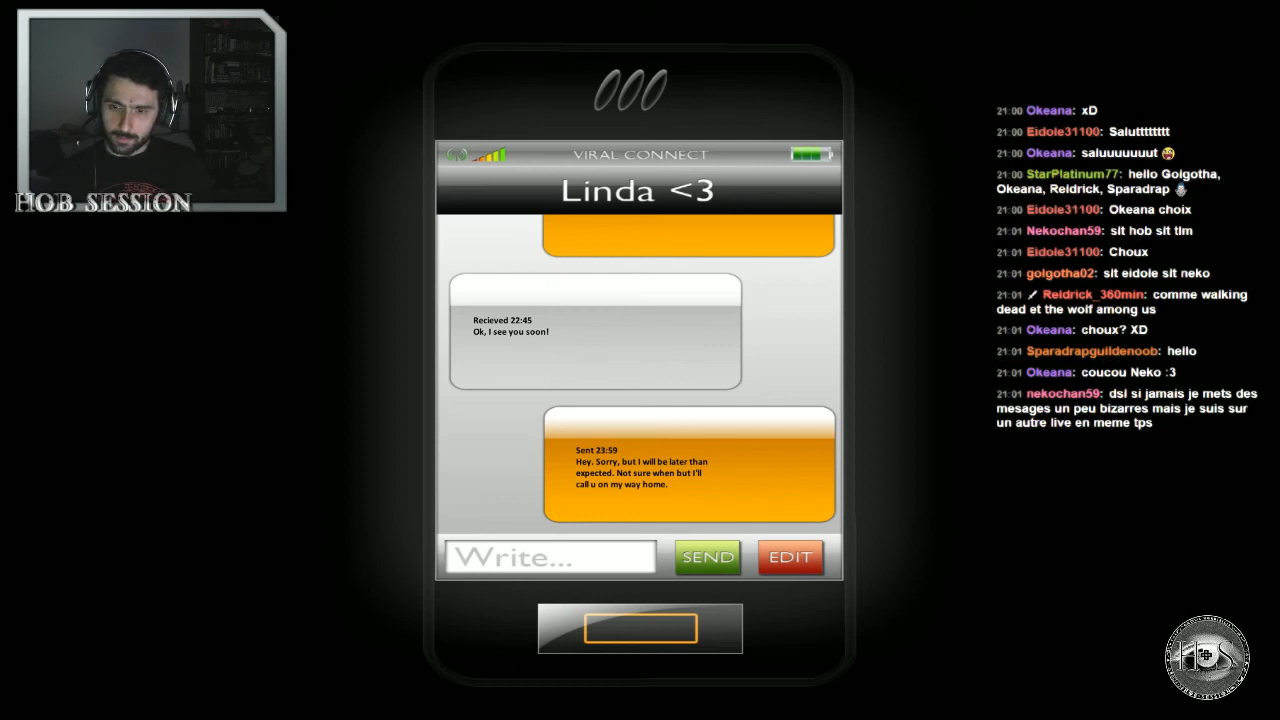 HOB SESSION
VIRAL CONNECT
Linda <3
Recieved 22:45
Ok, I see you soon!
Sent 23:59
Hey. Sorry, but I will be later than
expected. Not sure when but I'll
call u on my way home.
Write...
SEND
EDIT
21:00 Okeana: xD
21:00 Eidole31100: Saluttttttttt
21:00 Okeana: saluuuuuuut
21:00 StarPlatinum77: hello Golgotha,
Okeana, Reidrick, Sparadrap
21:00 Eidole31100: Okeana choix
21:01 Nekochan59: slt hob slt tlm
21:01 Eidole31100: Choux
21:01 golgotha02: slt eidole slt neko
21:01 Reidrick_360min: comme walking
dead et the wolf among us
21:01 Okeana: choux? XD
21:01 Sparadrapguildenoob: hello
21:01 Okeana: coucou Neko :3
21:01 nekochan59: dsl si jamais je mets des
mesages un peu bizarres mais je suis sur
un autre live en meme tps
HOS